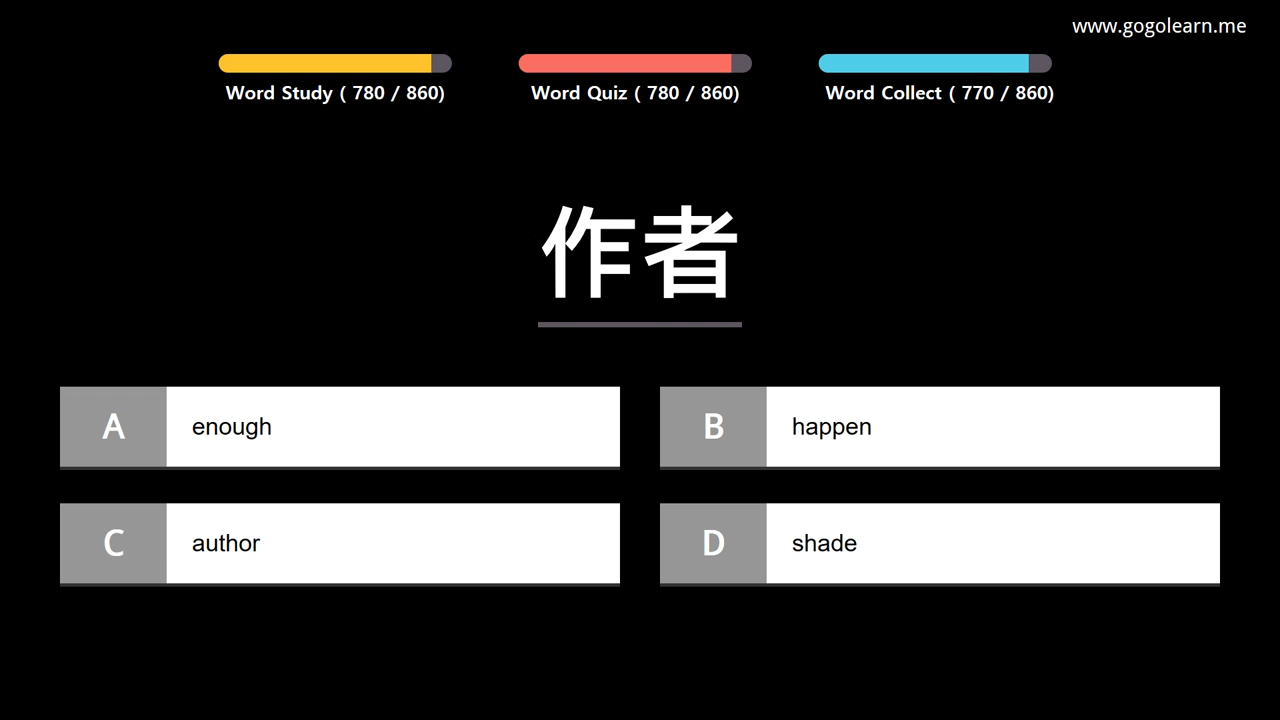 www.gogolearn.me
Word Study ( 780 / 860)
Word Quiz ( 780 / 860)
Word Collect ( 770 / 860)
作者
A enough
B happen
C author
D shade